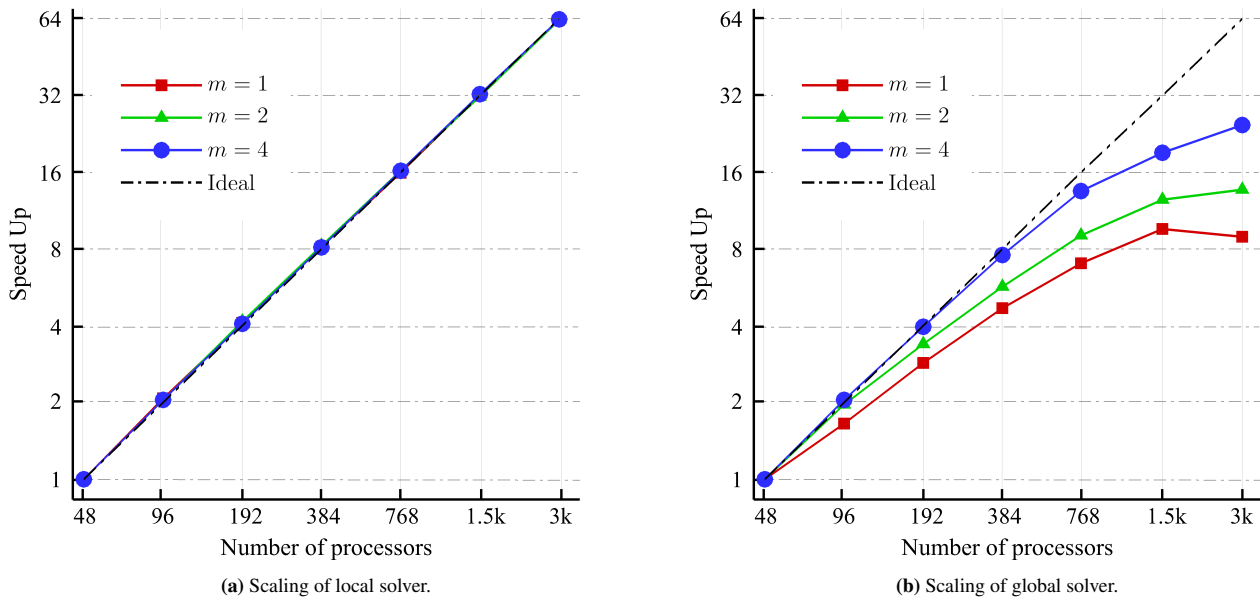 64
32
16
8
4
2
1
Speed Up
m = 1
m = 2
m = 4
Ideal
48 96 192 384 768 1.5k 3k
Number of processors
(a) Scaling of local solver.
64
32
16
8
4
2
1
Speed Up
m = 1
m = 2
m = 4
Ideal
48 96 192 384 768 1.5k 3k
Number of processors
(b) Scaling of global solver.